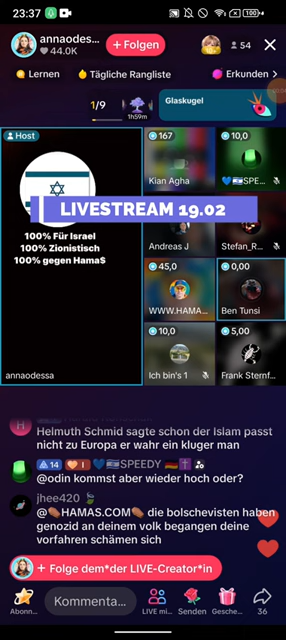 23:37
annaodes...
44.0K
+ Folgen
54
Lernen
Tägliche Rangliste
Erkunden
1/9
1h59m
Glaskugel
Host
167
Kian Agha
10,0
SPE...
LIVESTREAM 19.02
100% Für Israel
100% Zionistisch
100% gegen Hama$
Andreas J
Stefan_R...
45,0
WWW.HAMA...
0,00
Ben Tunsi
10,0
Ich bin's 1
5,00
Frank Sternf...
annaodessa
Helmuth Schmid sagte schon der Islam passt
nicht zu Europa er wahr ein kluger man
14 1 SPEEDY
@odin kommst aber wieder hoch oder?
jhee420
@HAMAS.COM die bolschevisten haben
genozid an deinem volk begangen deine
vorfahren schämen sich
+ Folge dem*der LIVE-Creator*in
Abonn...
Kommenta...
LIVE mi...
Senden
Gesche...
36